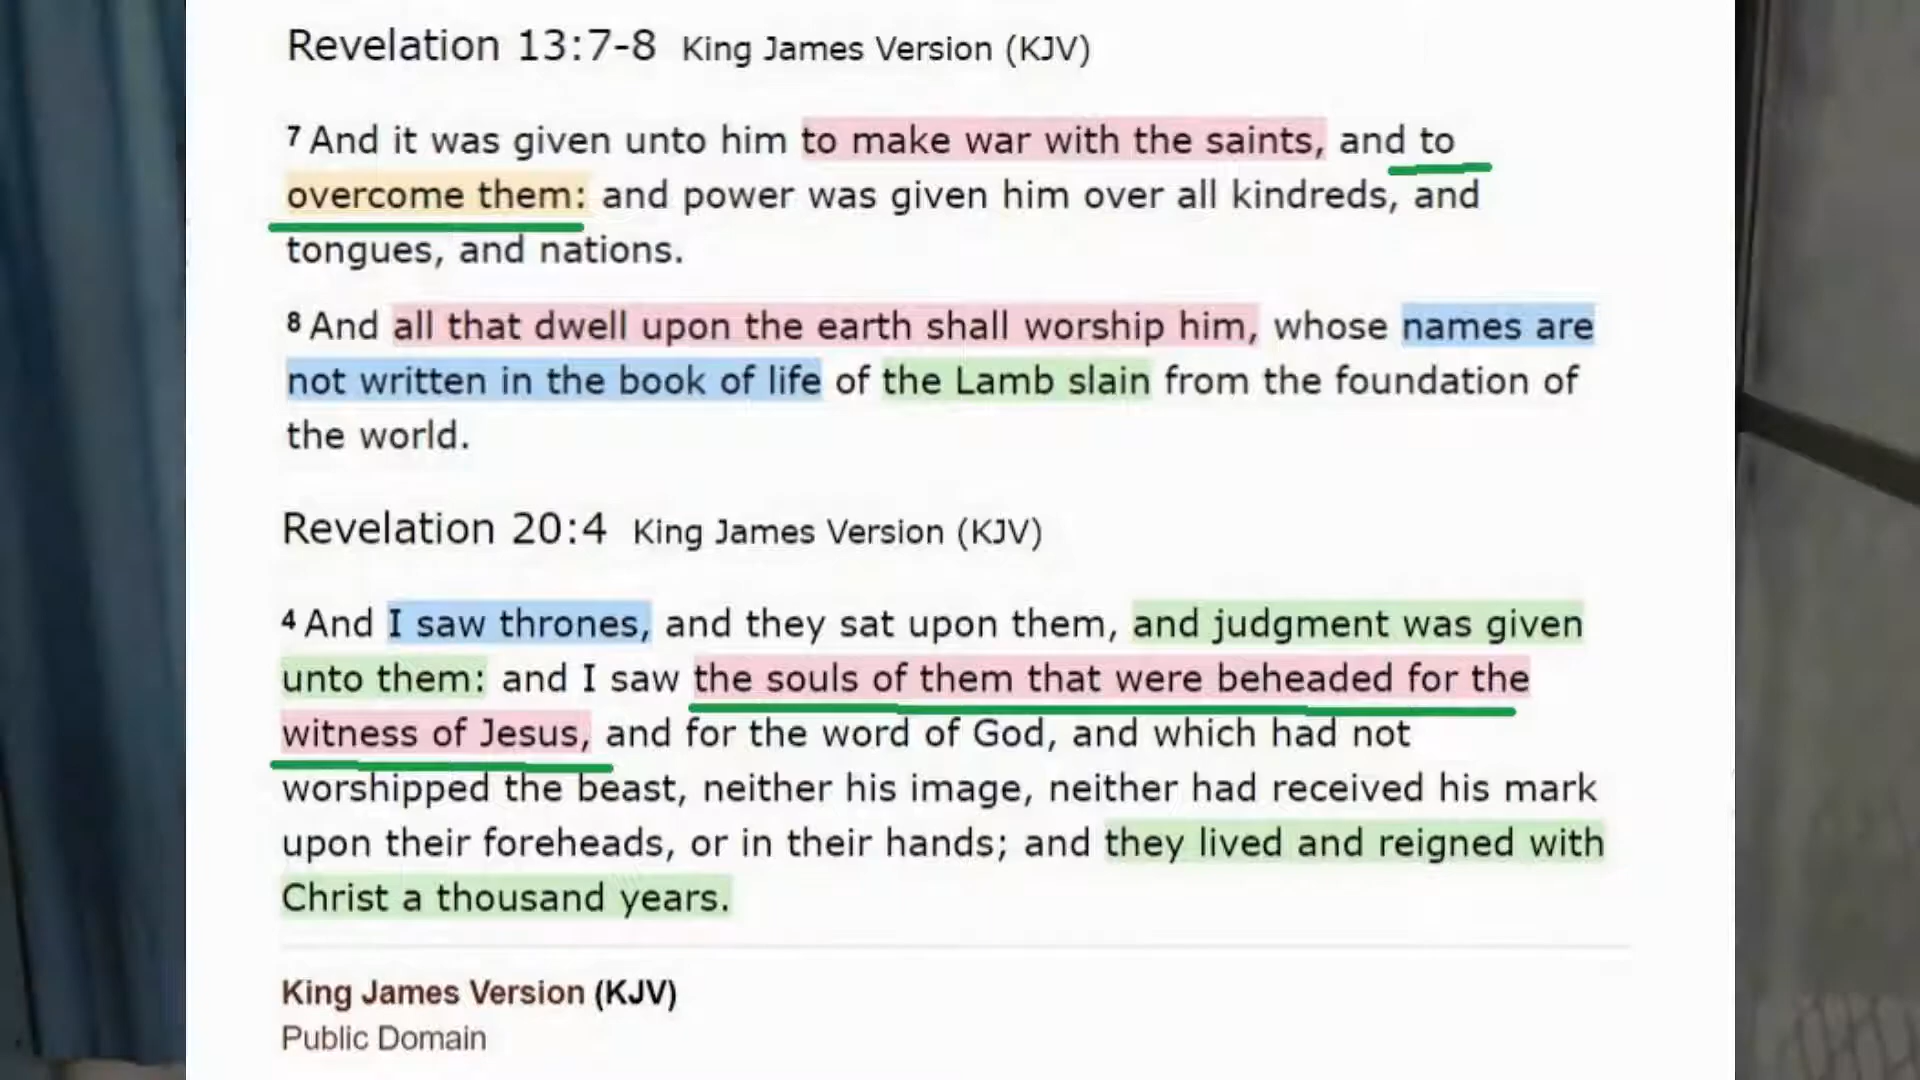 Revelation 13:7-8 King James Version (KJV)
7 And it was given unto him to make war with the saints, and to
overcome them: and power was given him over all kindreds, and
tongues, and nations.
8 And all that dwell upon the earth shall worship him, whose names are
not written in the book of life of the Lamb slain from the foundation of
the world.
Revelation 20:4 King James Version (KJV)
4 And I saw thrones, and they sat upon them, and judgment was given
unto them: and I saw the souls of them that were beheaded for the
witness of Jesus, and for the word of God, and which had not
worshipped the beast, neither his image, neither had received his mark
upon their foreheads, or in their hands; and they lived and reigned with
Christ a thousand years.
King James Version (KJV)
Public Domain